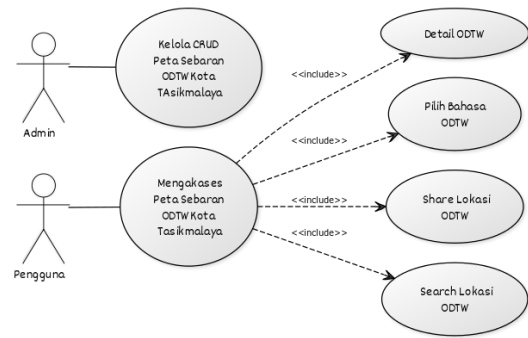 Kelola CRUD
Peta Sebaran
ODTW Kota
TAsikmalaya
Admin
Mengakases
Peta Sebaran
ODTW Kota
Tasikmalaya
Pengguna
<<include>>
<<include>>
<<include>>
<<include>>
Detail ODTW
Pilih Bahasa
ODTW
Share Lokasi
ODTW
Search Lokasi
ODTW